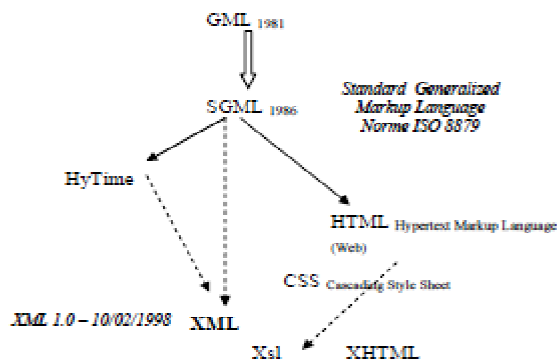 GML 1981
SGML 1986
Standard Generalized
Markup Language
Norme ISO 8879
HyTime
HTML Hypertext Markup Language
(Web)
CSS Cascading Style Sheet
XML 1.0 – 10/02/1998 XML
Xsl XHTML